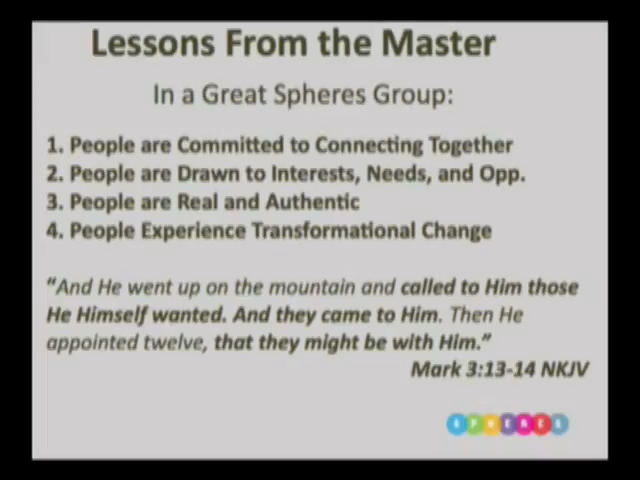 Lessons From the Master
In a Great Spheres Group:
1. People are Committed to Connecting Together
2. People are Drawn to Interests, Needs, and Opp.
3. People are Real and Authentic
4. People Experience Transformational Change
"And He went up on the mountain and called to Him those
He Himself wanted. And they came to Him. Then He
appointed twelve, that they might be with Him."
Mark 3:13-14 NKJV
SPHERES